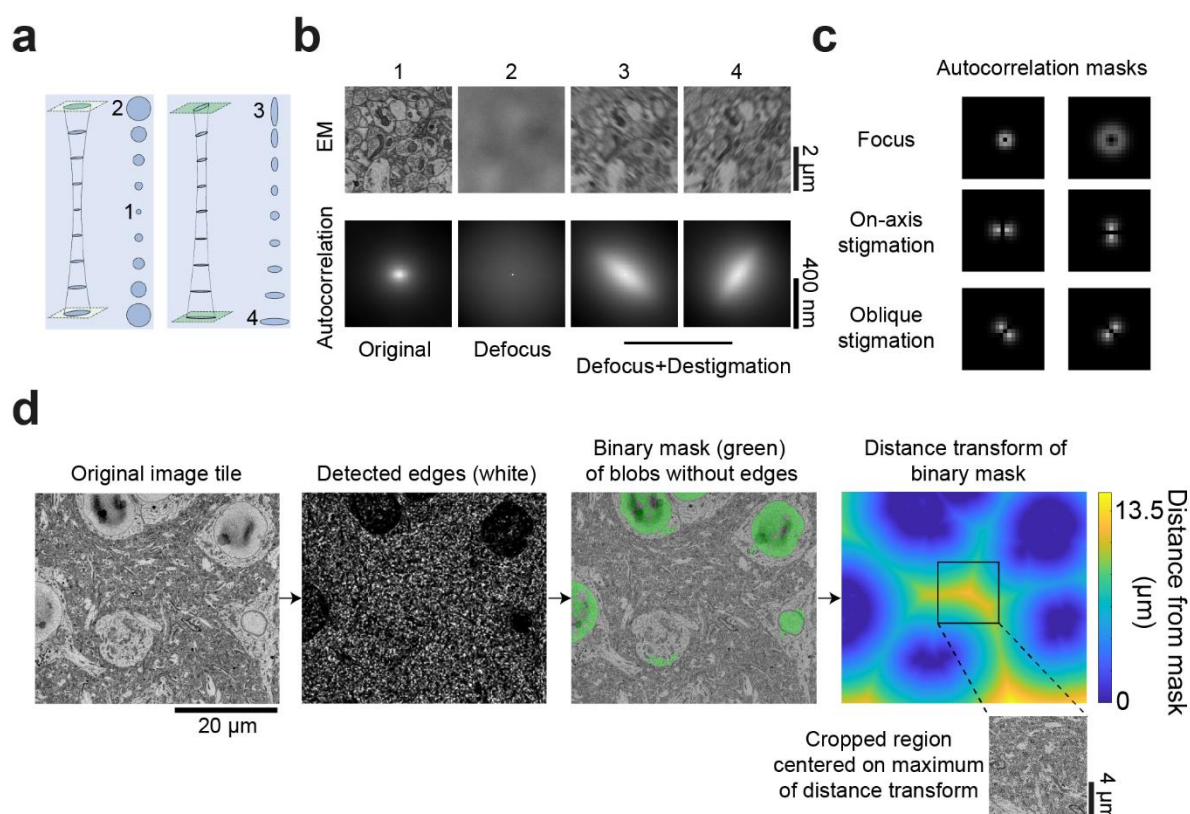 a
2
1
3
4
b
1 2 3 4
EM
2 µm
Autocorrelation
400 nm
Original Defocus
Defocus+Destigmation
c
Autocorrelation masks
Focus
On-axis
stigmation
Oblique
stigmation
d
Original image tile
Detected edges (white)
Binary mask (green)
of blobs without edges
Distance transform of
binary mask
13.5
0
Distance from mask
(µm)
20 µm
Cropped region
centered on maximum
of distance transform
4 µm